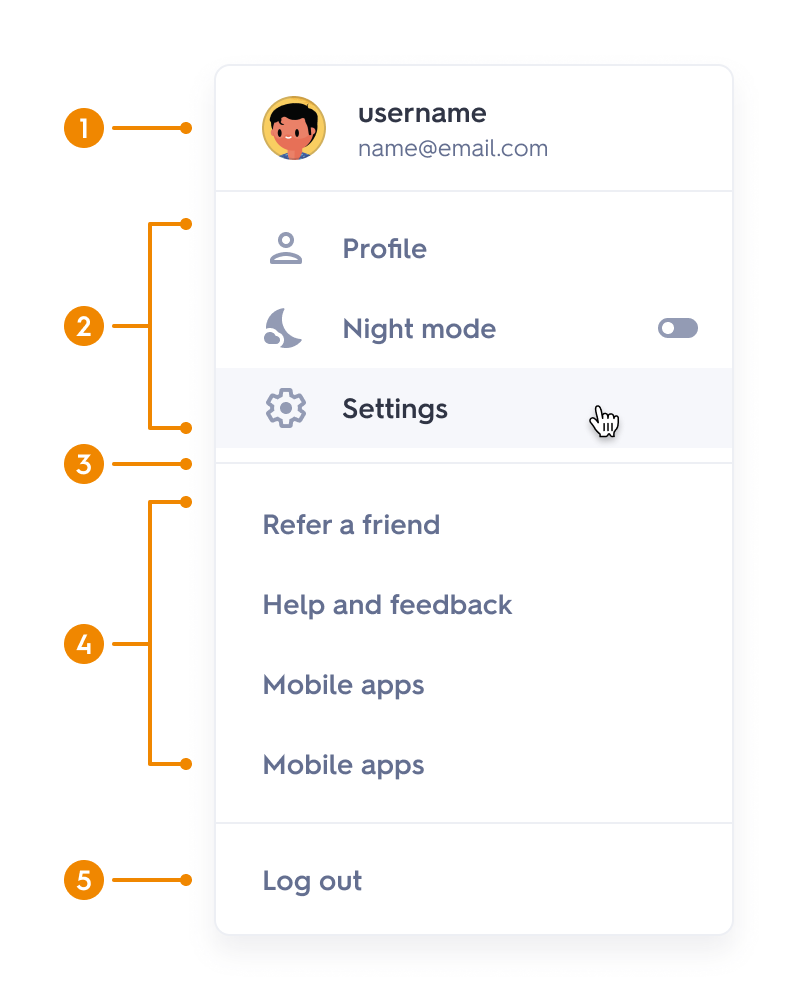 1
username
name@email.com
2
Profile
Night mode
Settings
3
4
Refer a friend
Help and feedback
Mobile apps
Mobile apps
5
Log out